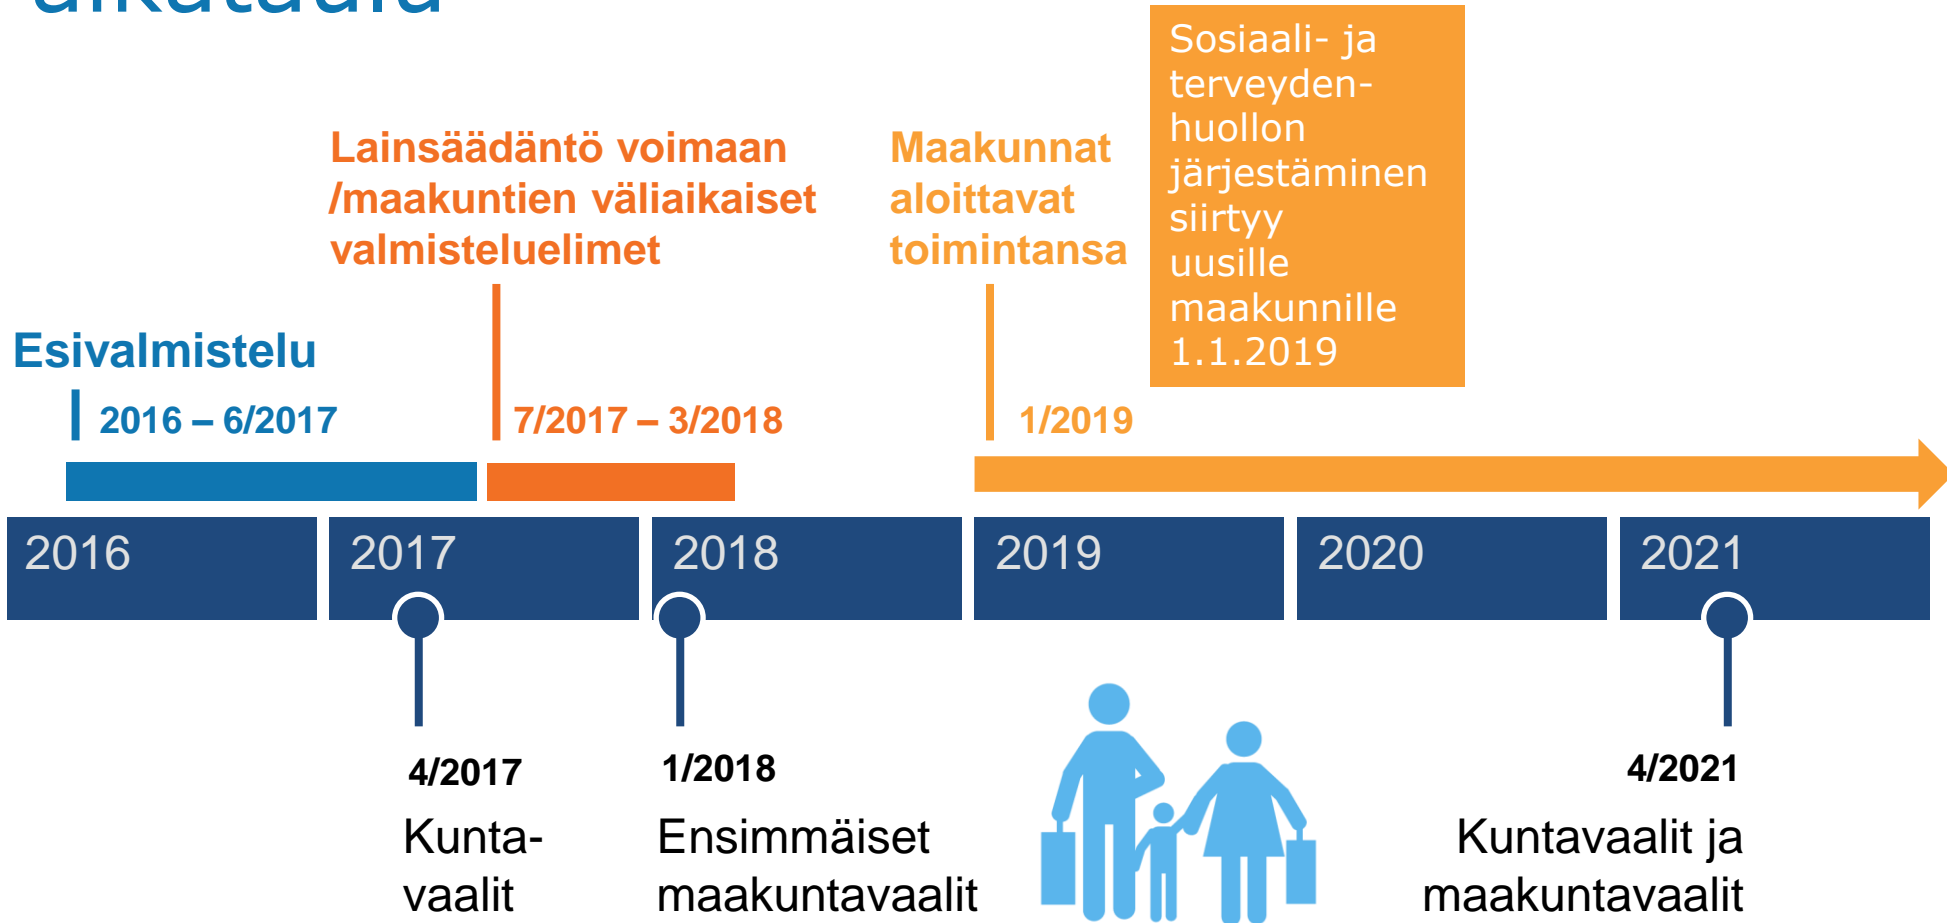 aikataulu
Sosiaali- ja
terveyden-
huollon
järjestäminen
siirtyy
uusille
maakunnille
1.1.2019
Lainsäädäntö voimaan
/maakuntien väliaikaiset
valmisteluelimet
Maakunnat
aloittavat
toimintansa
Esivalmistelu
2016 – 6/2017
7/2017 – 3/2018
1/2019
2016
2017
2018
2019
2020
2021
4/2017
Kunta-
vaalit
1/2018
Ensimmäiset
maakuntavaalit
4/2021
Kuntavaalit ja
maakuntavaalit